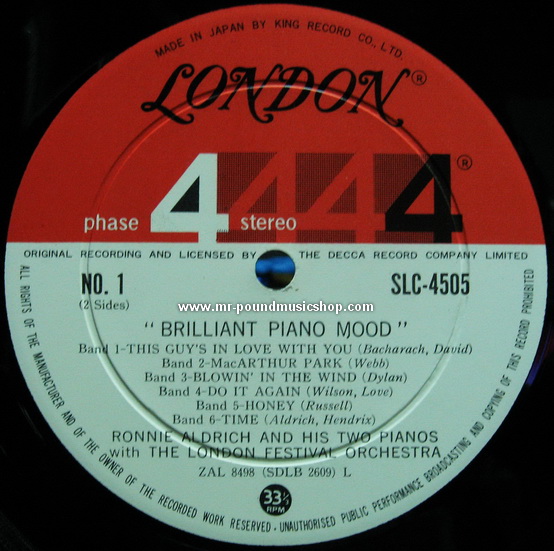 MADE IN JAPAN BY KING RECORD CO., LTD.
LONDON®
phase 4 stereo 4 4 4®
ORIGINAL RECORDING AND LICENSED BY THE DECCA RECORD COMPANY LIMITED
NO. 1 SLC-4505
(2 Sides)
www.mr-poundmusicshop.com
"BRILLIANT PIANO MOOD"
Band 1-THIS GUY'S IN LOVE WITH YOU (Bacharach, David)
Band 2-MacARTHUR PARK (Webb)
Band 3-BLOWIN' IN THE WIND (Dylan)
Band 4-DO IT AGAIN (Wilson, Love)
Band 5-HONEY (Russell)
Band 6-TIME (Aldrich, Hendrix)
RONNIE ALDRICH AND HIS TWO PIANOS
with THE LONDON FESTIVAL ORCHESTRA
ZAL 8498 (SDLB 2609) L
33⅓
RPM
ALL RIGHTS OF THE MANUFACTURER AND OF THE OWNER OF THE RECORDED WORK RESERVED - UNAUTHORISED PUBLIC PERFORMANCE BROADCASTING AND COPYING OF THIS RECORD PROHIBITED